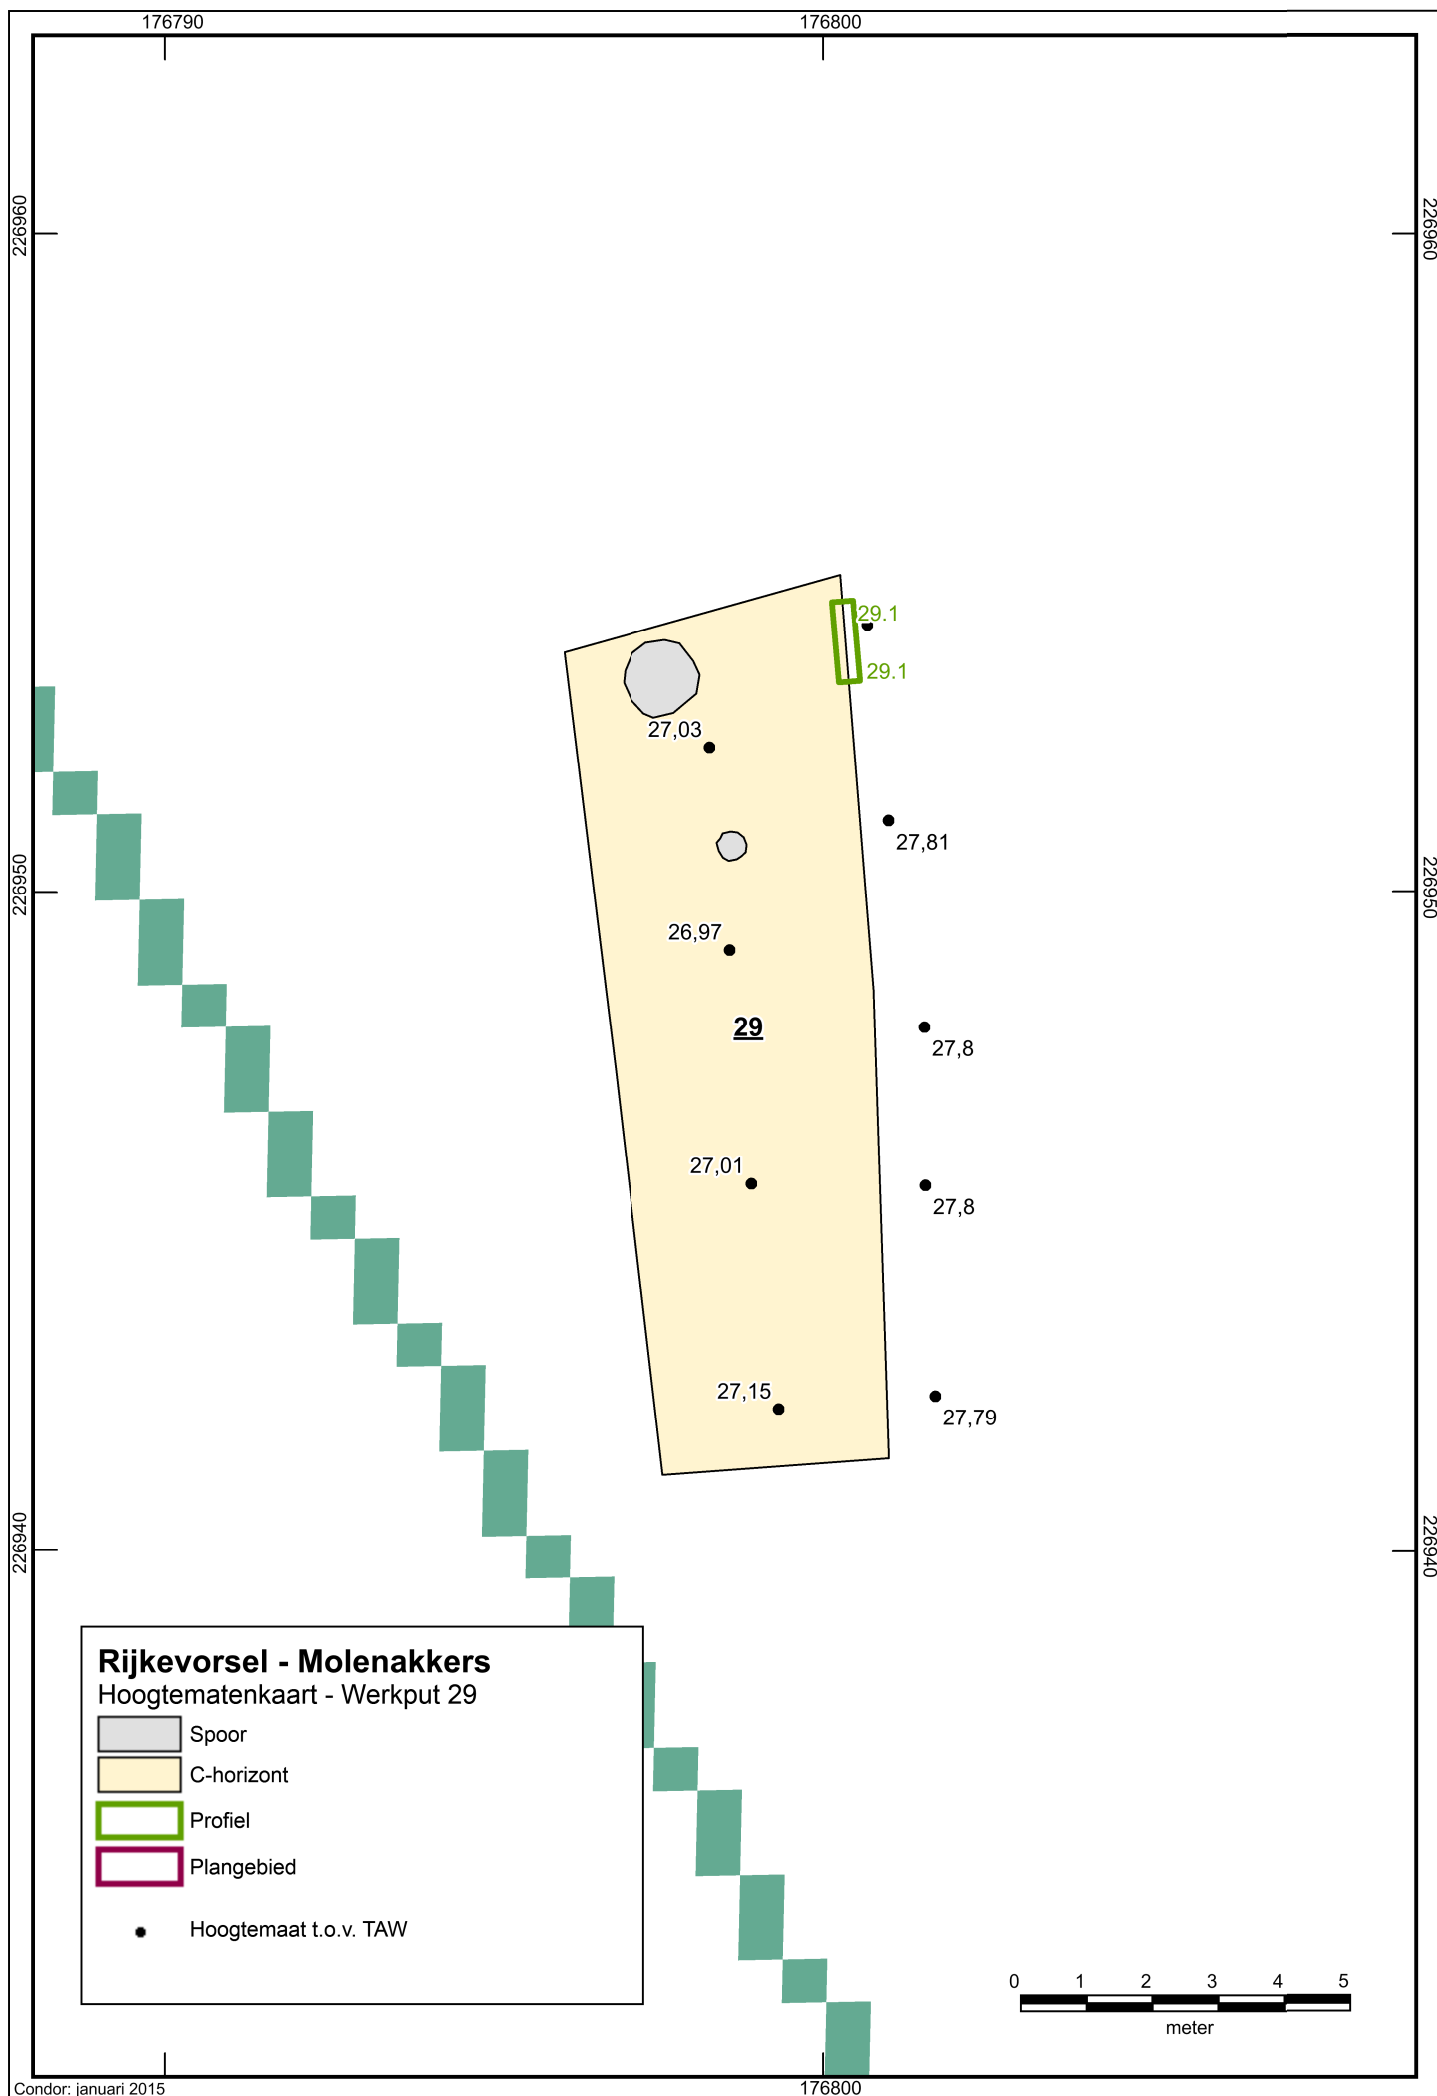 176790
176800
226960
226960
29.1
29.1
27,03
27,81
226950
226950
26,97
29
27,8
27,01
27,8
27,15
27,79
226940
226940
Rijkevorsel - Molenakkers
Hoogtematenkaart - Werkput 29
Spoor
C-horizont
Profiel
Plangebied
Hoogtemaat t.o.v. TAW
0 1 2 3 4 5
meter
Condor: januari 2015
176800